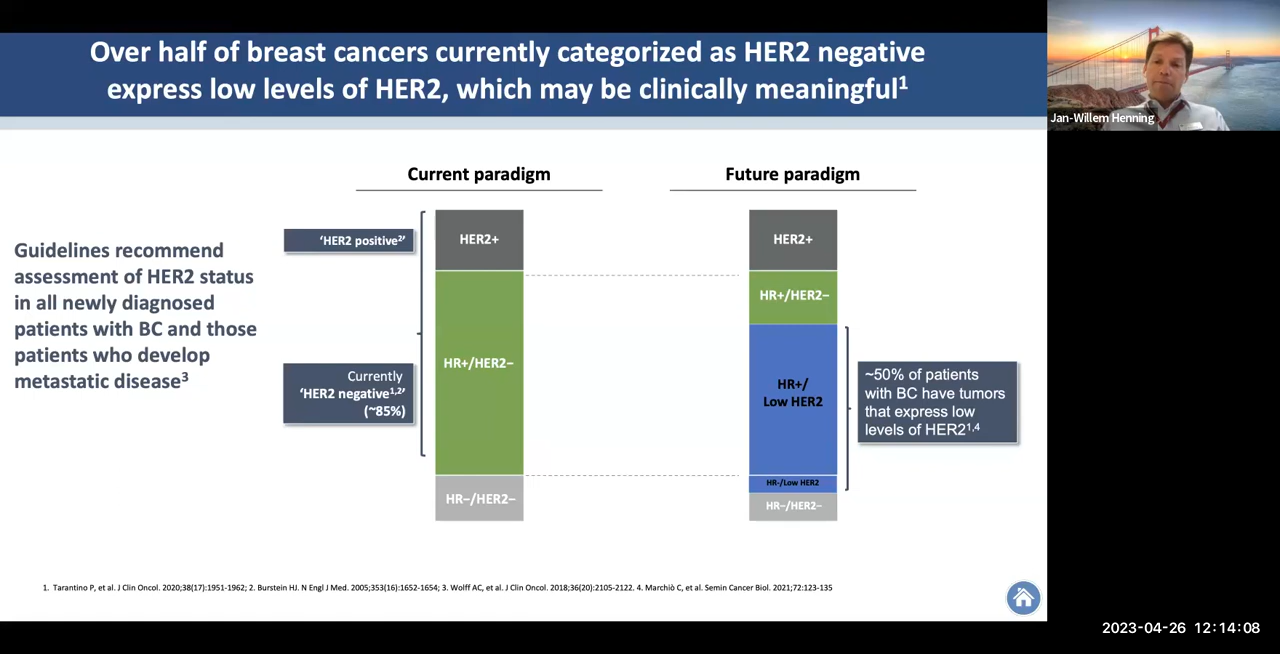 Over half of breast cancers currently categorized as HER2 negative
express low levels of HER2, which may be clinically meaningful¹
Jan-Willem Henning
Current paradigm
Future paradigm
Guidelines recommend
assessment of HER2 status
in all newly diagnosed
patients with BC and those
patients who develop
metastatic disease³
'HER2 positive²'
Currently
'HER2 negative¹,²'
(~85%)
HER2+
HR+/HER2−
HR−/HER2−
HER2+
HR+/HER2−
HR+/
Low HER2
HR-/Low HER2
HR−/HER2−
~50% of patients
with BC have tumors
that express low
levels of HER2¹,⁴
1. Tarantino P, et al. J Clin Oncol. 2020;38(17):1951-1962; 2. Burstein HJ. N Engl J Med. 2005;353(16):1652-1654; 3. Wolff AC, et al. J Clin Oncol. 2018;36(20):2105-2122. 4. Marchiò C, et al. Semin Cancer Biol. 2021;72:123-135
2023-04-26 12:14:08